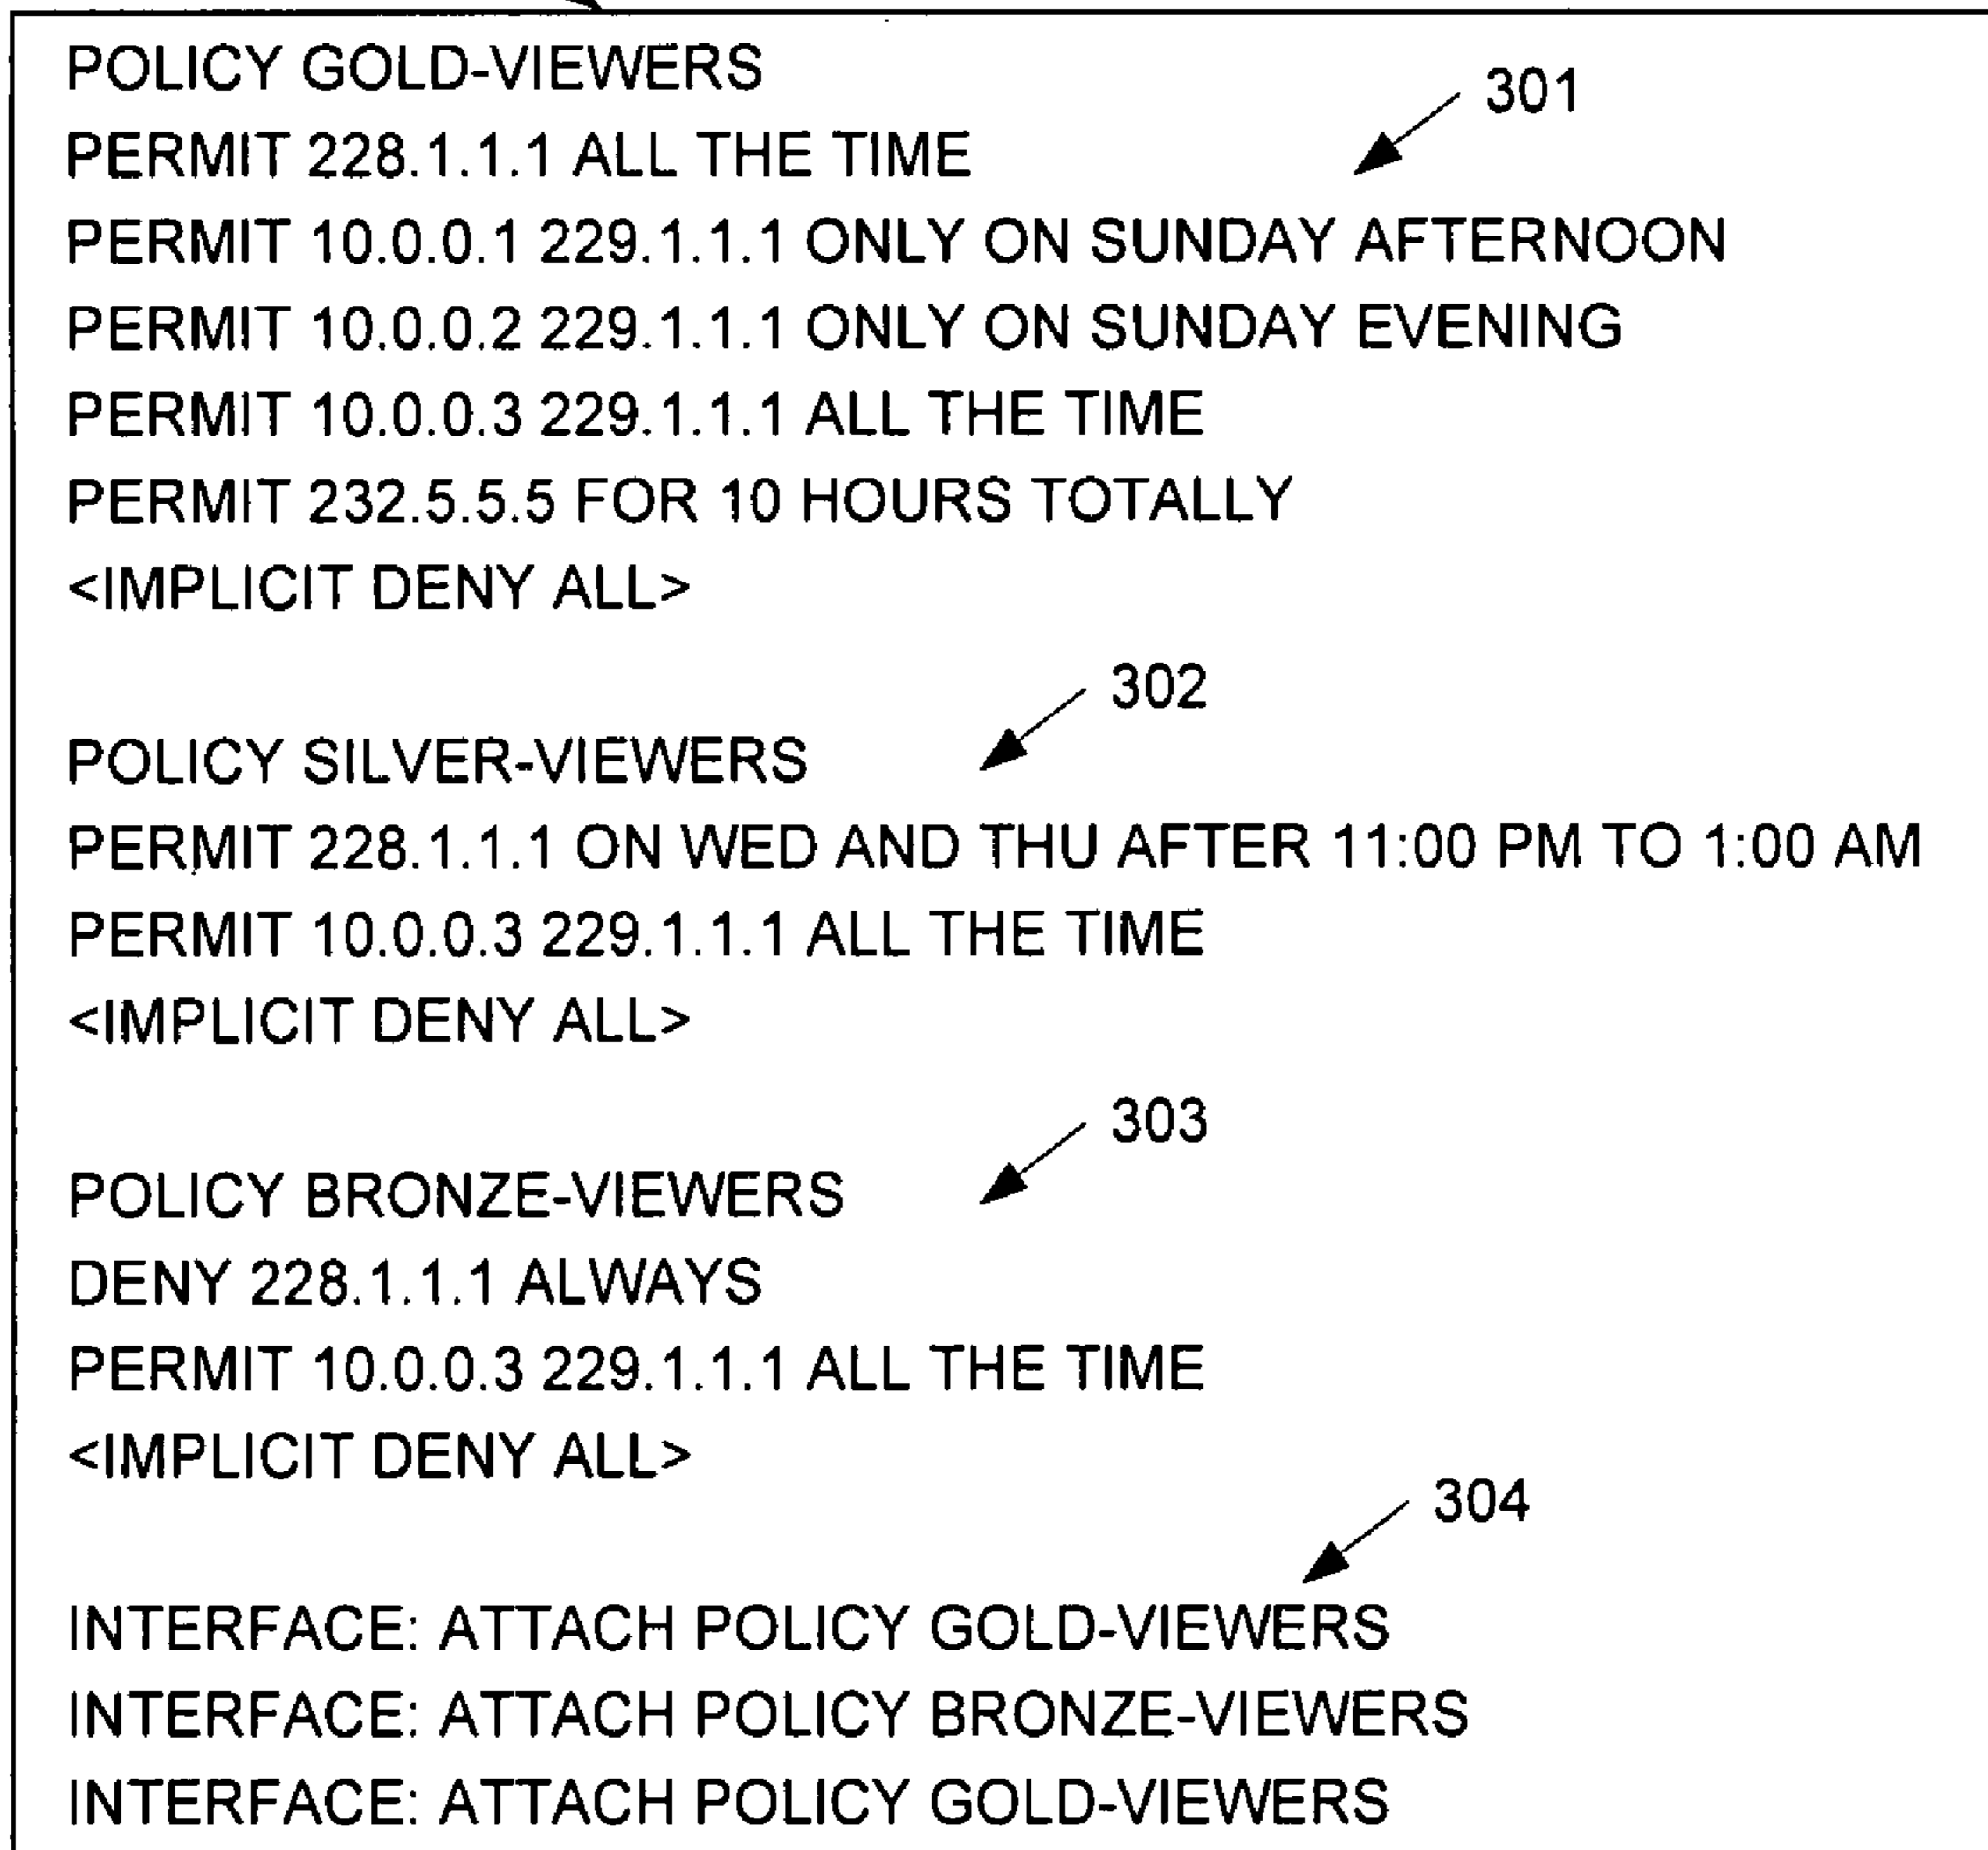 POLICY GOLD-VIEWERS
301
PERMIT 228.1.1.1 ALL THE TIME
PERMIT 10.0.0.1 229.1.1.1 ONLY ON SUNDAY AFTERNOON
PERMIT 10.0.0.2 229.1.1.1 ONLY ON SUNDAY EVENING
PERMIT 10.0.0.3 229.1.1.1 ALL THE TIME
PERMIT 232.5.5.5 FOR 10 HOURS TOTALLY
<IMPLICIT DENY ALL>
302
POLICY SILVER-VIEWERS
PERMIT 228.1.1.1 ON WED AND THU AFTER 11:00 PM TO 1:00 AM
PERMIT 10.0.0.3 229.1.1.1 ALL THE TIME
<IMPLICIT DENY ALL>
303
POLICY BRONZE-VIEWERS
DENY 228.1.1.1 ALWAYS
PERMIT 10.0.0.3 229.1.1.1 ALL THE TIME
<IMPLICIT DENY ALL>
304
INTERFACE: ATTACH POLICY GOLD-VIEWERS
INTERFACE: ATTACH POLICY BRONZE-VIEWERS
INTERFACE: ATTACH POLICY GOLD-VIEWERS